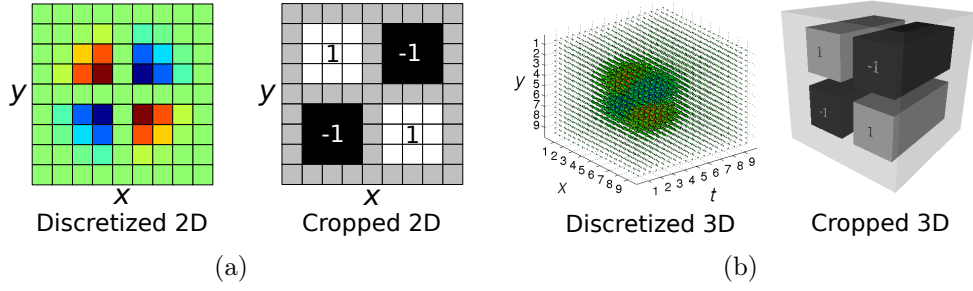 y
x
Discretized 2D
y
1
-1
-1
1
x
Cropped 2D
(a)
y
1
2
3
4
5
6
7
8
9
1 2 3 4 5 6 7 8 9
x
1 2 3 4 5 6 7 8 9
t
Discretized 3D
1
-1
-1
1
Cropped 3D
(b)